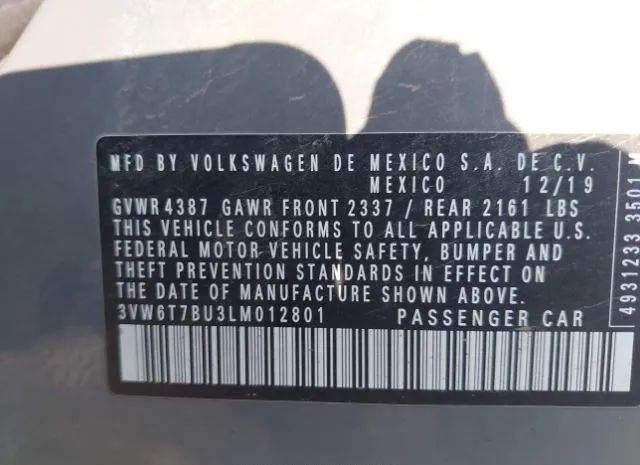 MFD BY VOLKSWAGEN DE MEXICO S.A. DE C.V.
MEXICO 12/19
GVWR 4387 GAWR FRONT 2337 / REAR 2161 LBS
THIS VEHICLE CONFORMS TO ALL APPLICABLE U.S.
FEDERAL MOTOR VEHICLE SAFETY, BUMPER AND
THEFT PREVENTION STANDARDS IN EFFECT ON
THE DATE OF MANUFACTURE SHOWN ABOVE.
3VW6T7BU3LM012801 PASSENGER CAR
4931233 3501 M